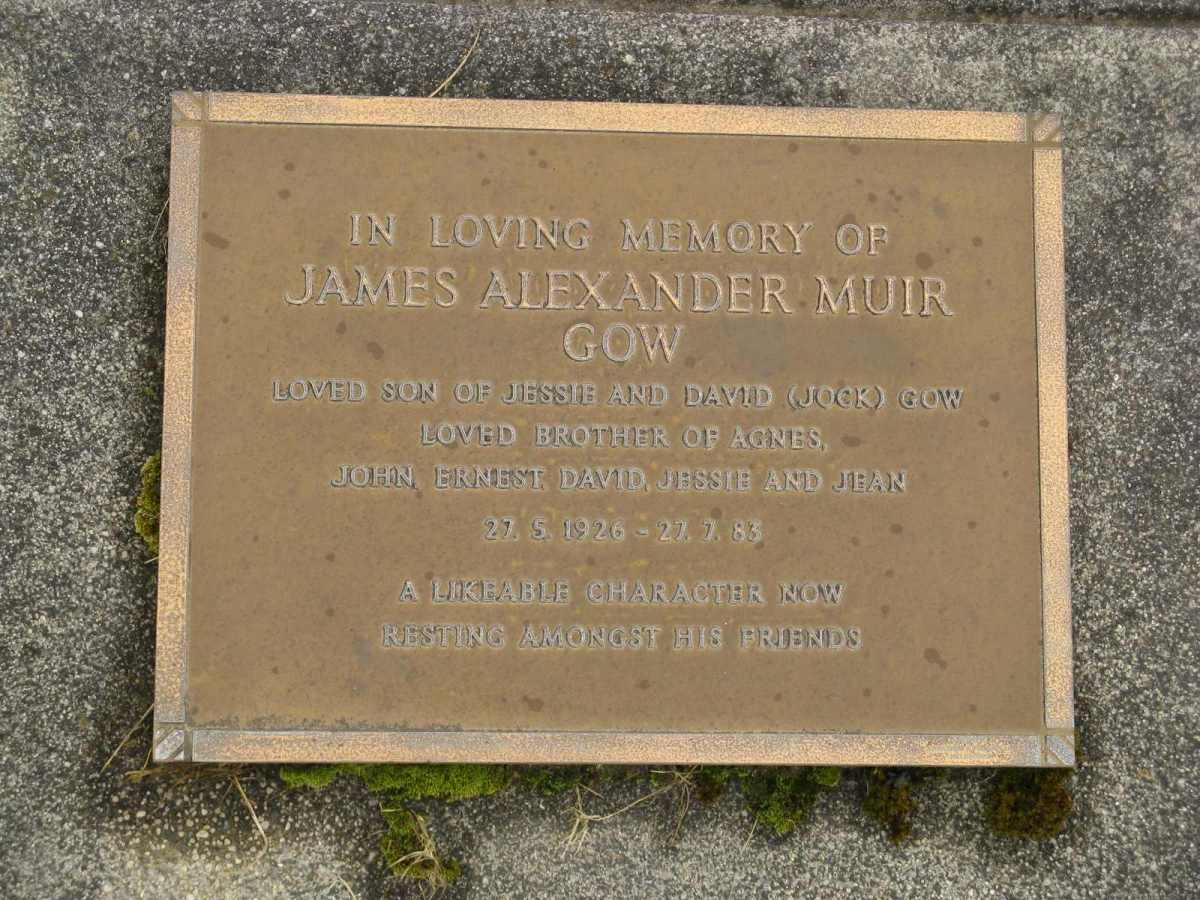 IN LOVING MEMORY OF
JAMES ALEXANDER MUIR
GOW
LOVED SON OF JESSIE AND DAVID (JOCK) GOW
LOVED BROTHER OF AGNES,
JOHN, ERNEST, DAVID, JESSIE AND JEAN
27. 5. 1926 - 27. 7. 83
A LIKEABLE CHARACTER NOW
RESTING AMONGST HIS FRIENDS